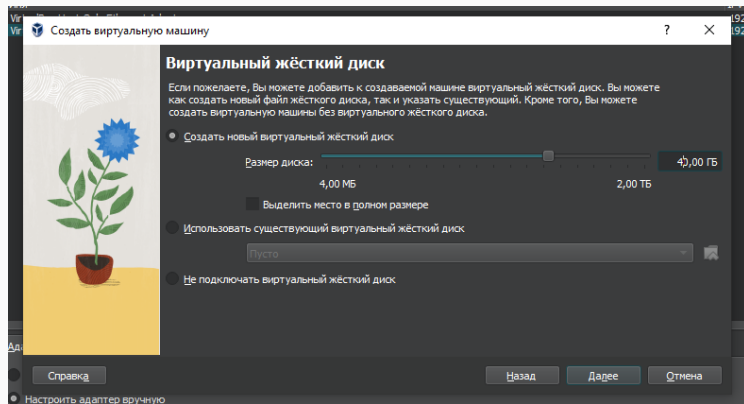 Создать виртуальную машину
Виртуальный жёсткий диск
Если пожелаете, Вы можете добавить к создаваемой машине виртуальный жёсткий диск. Вы можете
как создать новый файл жёсткого диска, так и указать существующий. Кроме того, Вы можете
создать виртуальную машины без виртуального жёсткого диска.
Создать новый виртуальный жёсткий диск
Размер диска: 40,00 ГБ
4,00 МБ 2,00 ТБ
Выделить место в полном размере
Использовать существующий виртуальный жёсткий диск
Пусто
Не подключать виртуальный жёсткий диск
Справка Назад Далее Отмена
Настроить адаптер вручную